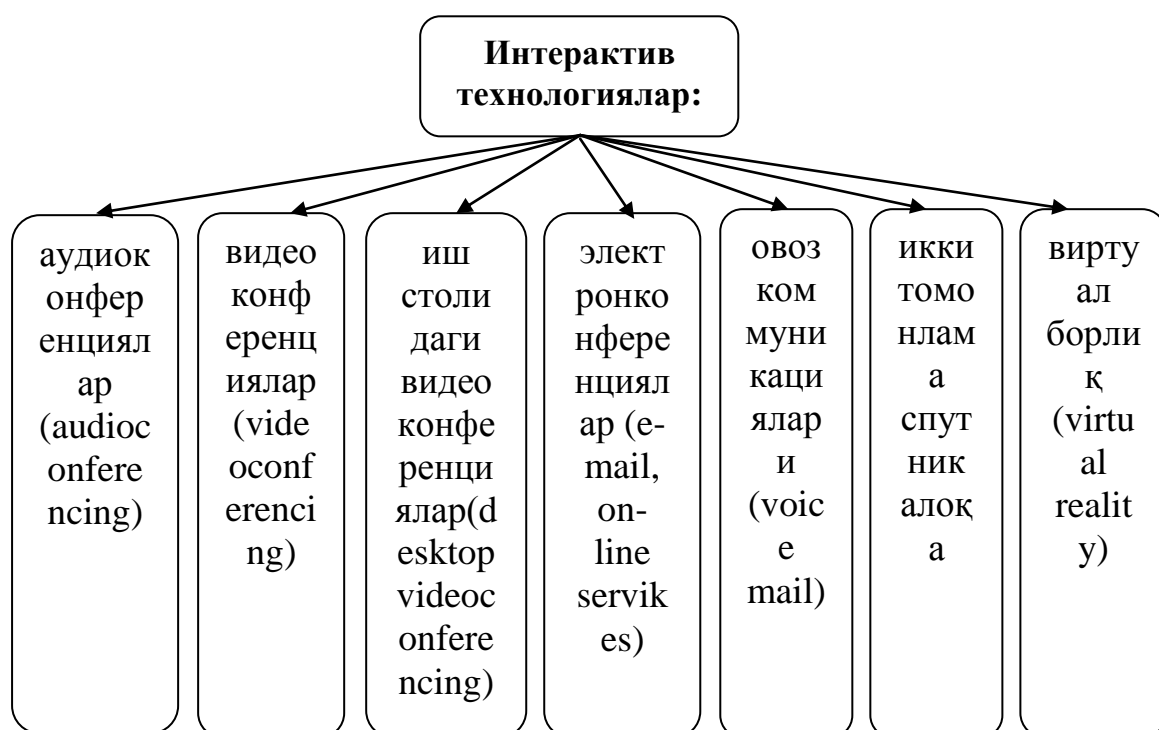 Интерактив
технологиялар:
аудиок
онфер
енциял
ар
(audioc
onfere
ncing)
видео
конф
еренц
иялар
(vide
oconf
erenci
ng)
иш
столи
даги
видео
конфе
ренци
ялар(d
esktop
videoc
onfere
ncing)
элект
ронко
нфере
нциял
ар (e-
mail,
on-
line
servik
es)
овоз
ком
муни
каци
ялар
и
(voic
e
mail)
икки
томо
нлам
а
спут
ник
алоқ
а
вирту
ал
борли
қ
(virtu
al
realit
y)